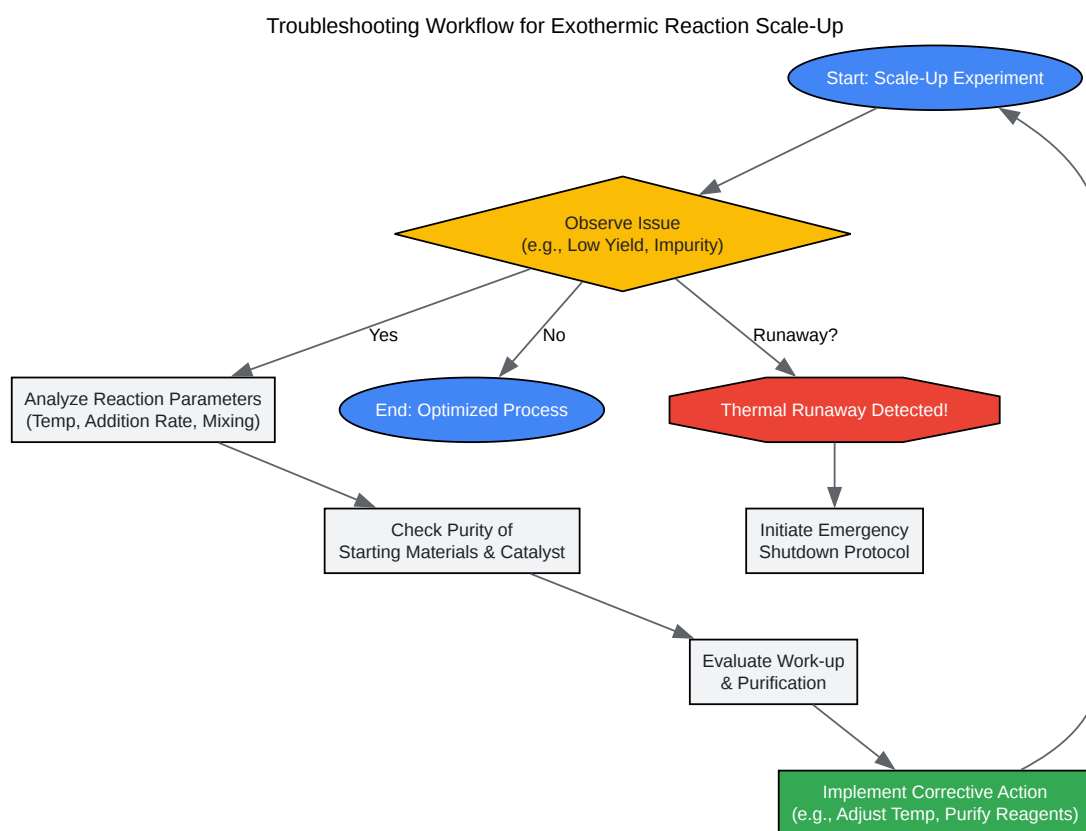 Troubleshooting Workflow for Exothermic Reaction Scale-Up
Start: Scale-Up Experiment
Observe Issue
(e.g., Low Yield, Impurity)
Yes
No
Runaway?
Analyze Reaction Parameters
(Temp, Addition Rate, Mixing)
End: Optimized Process
Thermal Runaway Detected!
Check Purity of
Starting Materials & Catalyst
Initiate Emergency
Shutdown Protocol
Evaluate Work-up
& Purification
Implement Corrective Action
(e.g., Adjust Temp, Purify Reagents)